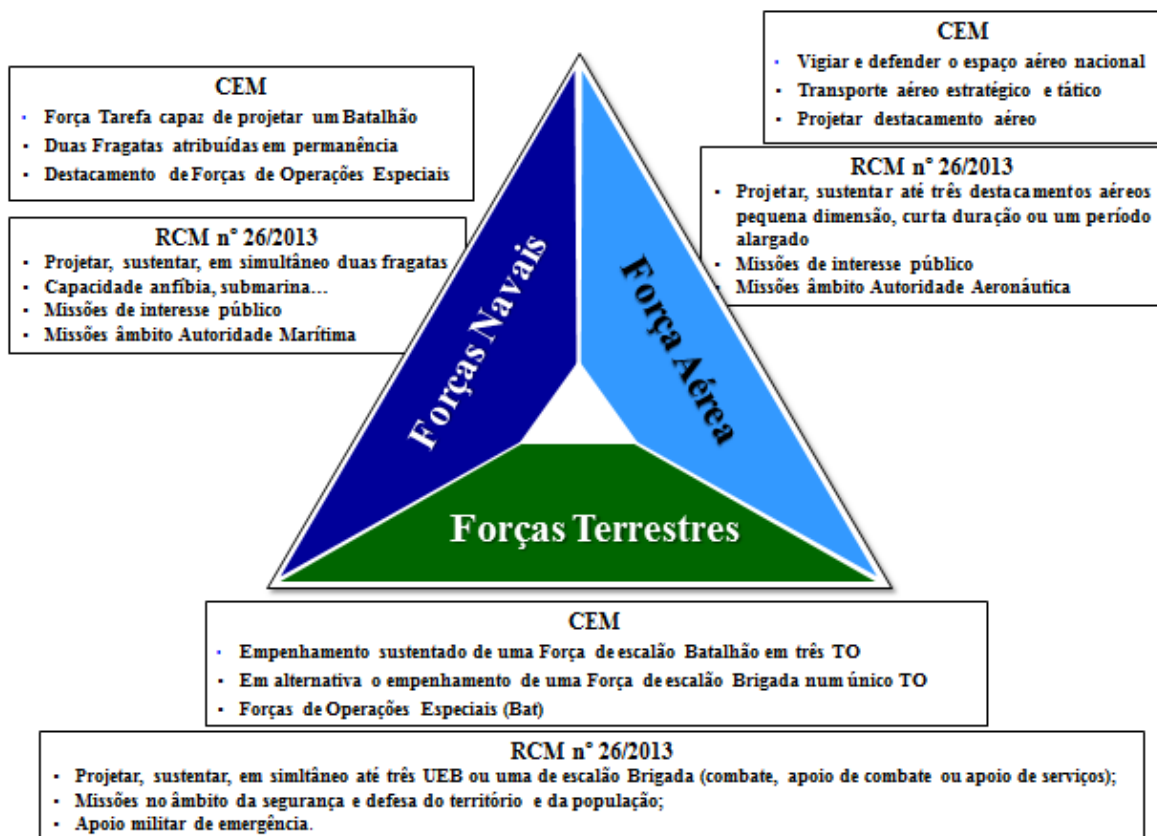 CEM
▪ Força Tarefa capaz de projetar um Batalhão
▪ Duas Fragatas atribuídas em permanência
▪ Destacamento de Forças de Operações Especiais
RCM nº 26/2013
▪ Projetar, sustentar, em simultâneo duas fragatas
▪ Capacidade anfíbia, submarina…
▪ Missões de interesse público
▪ Missões âmbito Autoridade Marítima
CEM
▪ Vigiar e defender o espaço aéreo nacional
▪ Transporte aéreo estratégico e tático
▪ Projetar destacamento aéreo
RCM nº 26/2013
▪ Projetar, sustentar até três destacamentos aéreos
pequena dimensão, curta duração ou um período
alargado
▪ Missões de interesse público
▪ Missões âmbito Autoridade Aeronáutica
Forças Navais
Força Aérea
Forças Terrestres
CEM
▪ Empenhamento sustentado de uma Força de escalão Batalhão em três TO
▪ Em alternativa o empenhamento de uma Força de escalão Brigada num único TO
▪ Forças de Operações Especiais (Bat)
RCM nº 26/2013
▪ Projetar, sustentar, em simltâneo até três UEB ou uma de escalão Brigada (combate, apoio de combate ou apoio de serviços);
▪ Missões no âmbito da segurança e defesa do território e da população;
▪ Apoio militar de emergência.